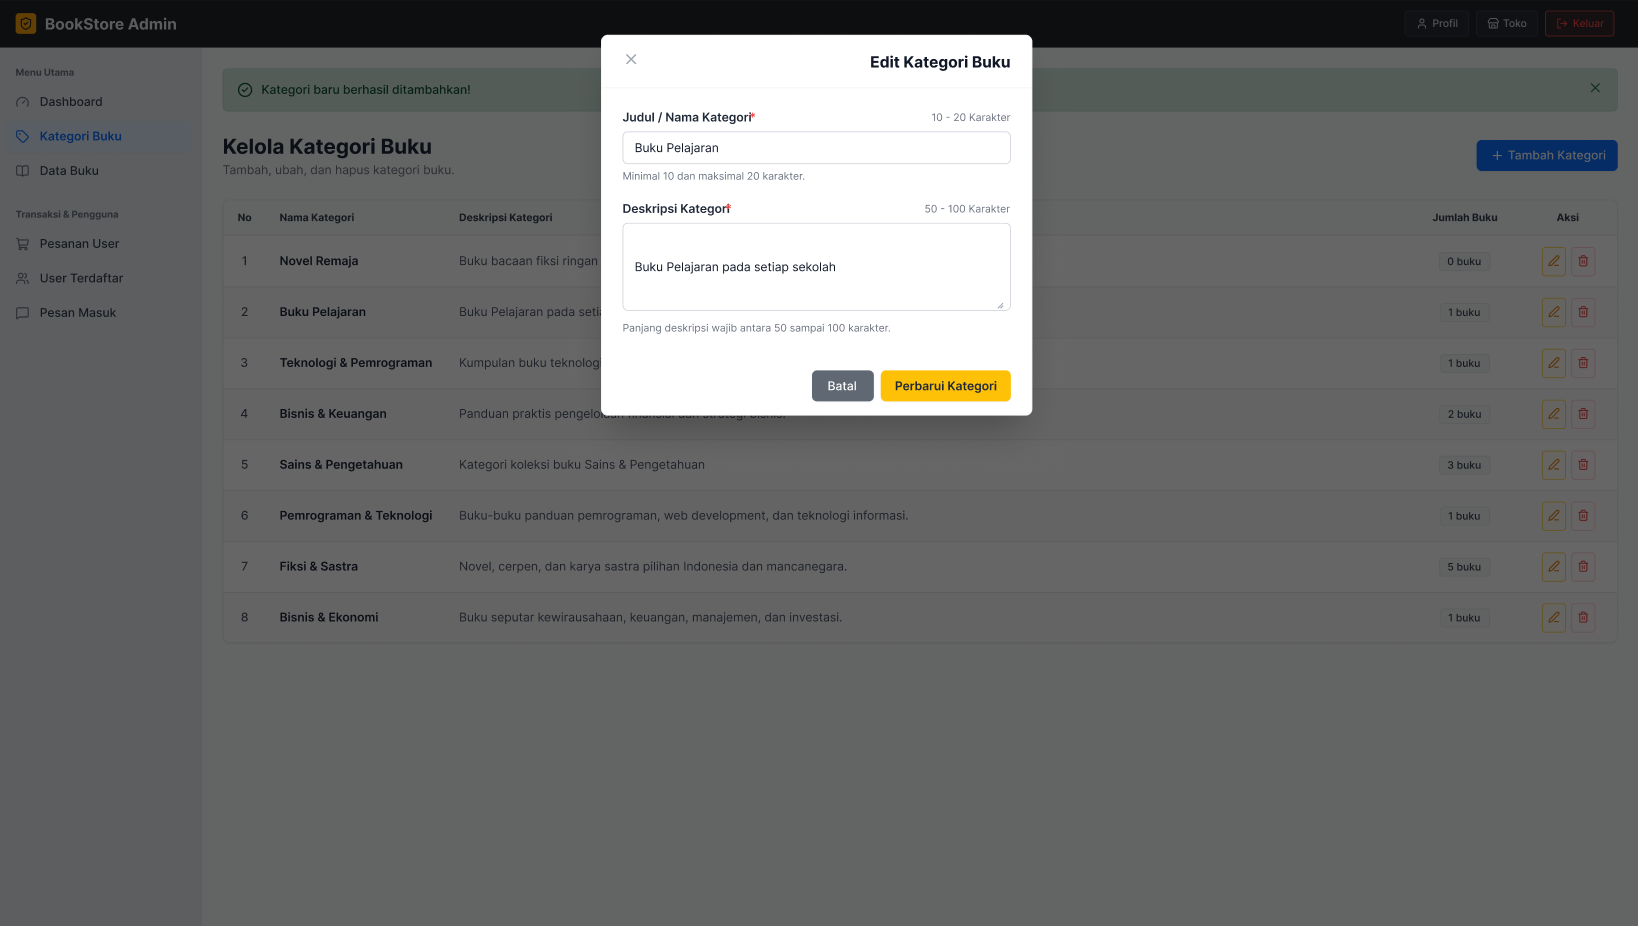 BookStore Admin
Profil
Toko
Keluar
Menu Utama
Dashboard
Kategori Buku
Data Buku
Transaksi & Pengguna
Pesanan User
User Terdaftar
Pesan Masuk
Kategori baru berhasil ditambahkan!
Kelola Kategori Buku
Tambah, ubah, dan hapus kategori buku.
+ Tambah Kategori
No Nama Kategori Deskripsi Kategori Jumlah Buku Aksi
1 Novel Remaja Buku bacaan fiksi ringan 0 buku
2 Buku Pelajaran Buku Pelajaran pada 1 buku
3 Teknologi & Pemrograman Kumpulan buku 1 buku
4 Bisnis & Keuangan Panduan praktis 2 buku
5 Sains & Pengetahuan Kategori koleksi buku Sains & Pengetahuan 3 buku
6 Pemrograman & Teknologi Buku-buku panduan pemrograman, web development, dan teknologi informasi. 1 buku
7 Fiksi & Sastra Novel, cerpen, dan karya sastra pilihan Indonesia dan mancanegara. 5 buku
8 Bisnis & Ekonomi Buku seputar kewirausahaan, keuangan, manajemen, dan investasi. 1 buku
Edit Kategori Buku
Judul / Nama Kategori* 10 - 20 Karakter
Buku Pelajaran
Minimal 10 dan maksimal 20 karakter.
Deskripsi Kategori* 50 - 100 Karakter
Buku Pelajaran pada setiap sekolah
Panjang deskripsi wajib antara 50 sampai 100 karakter.
Batal
Perbarui Kategori